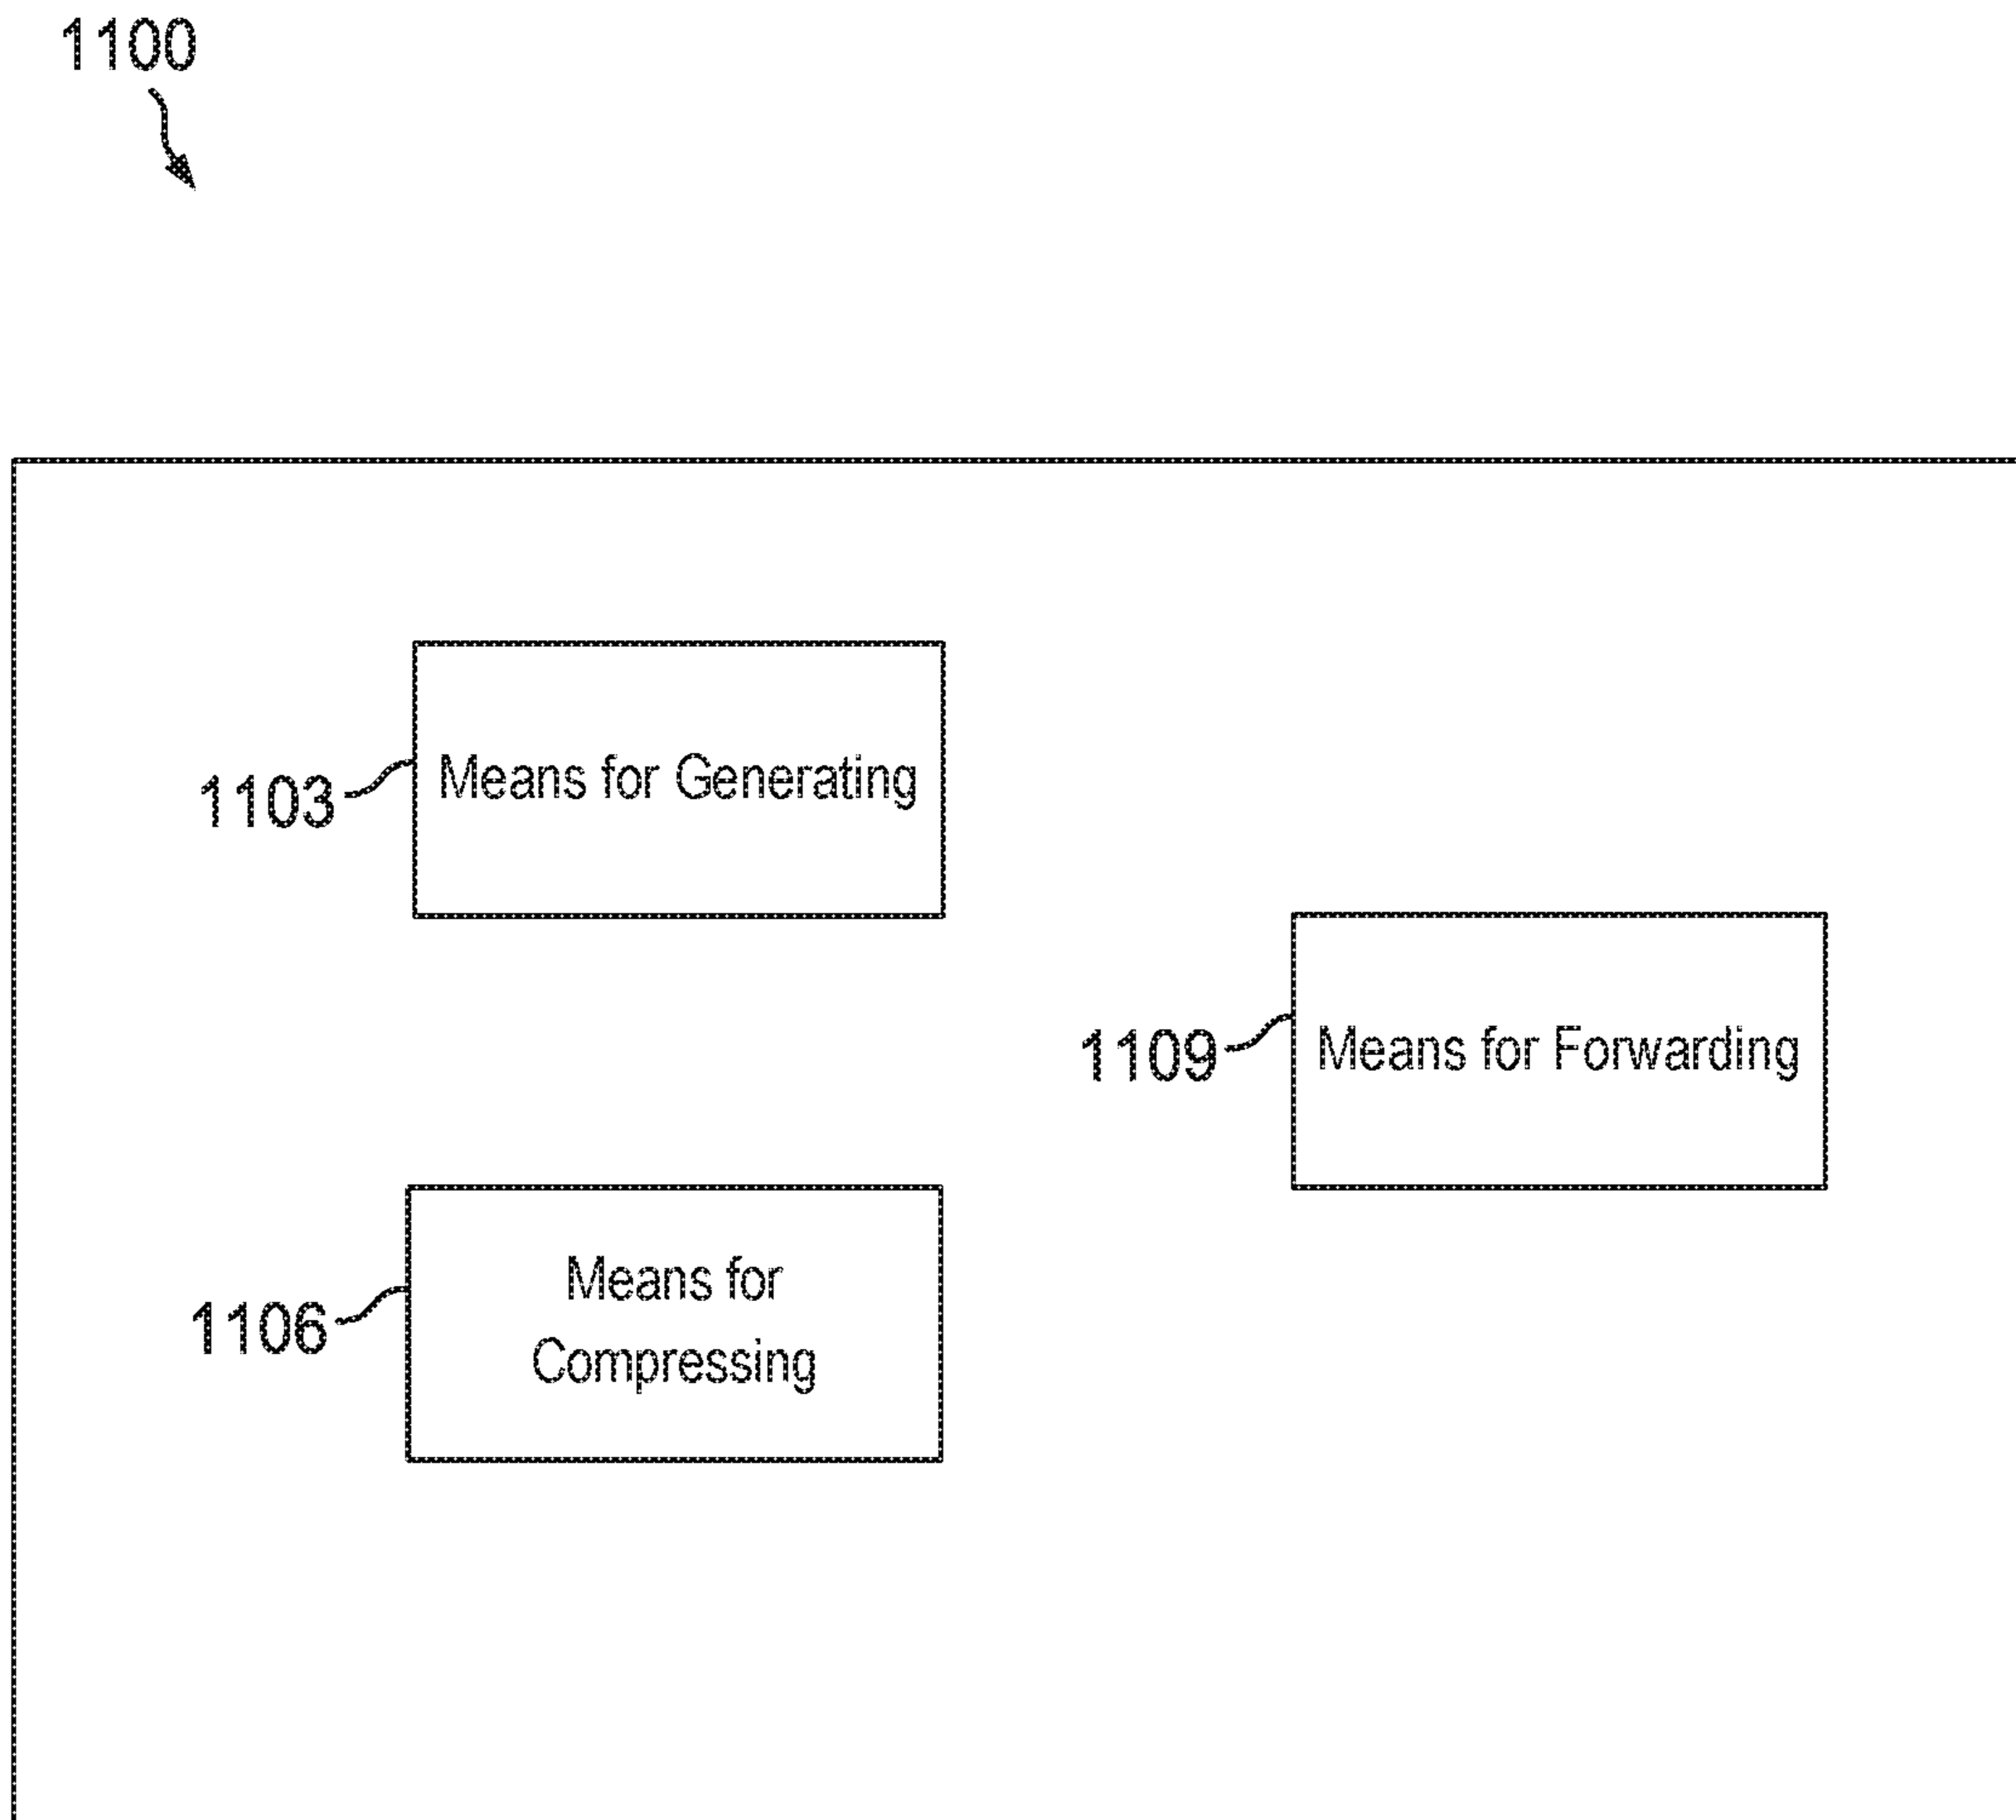 1100
1103
Means for Generating
1109
Means for Forwarding
1106
Means for
Compressing